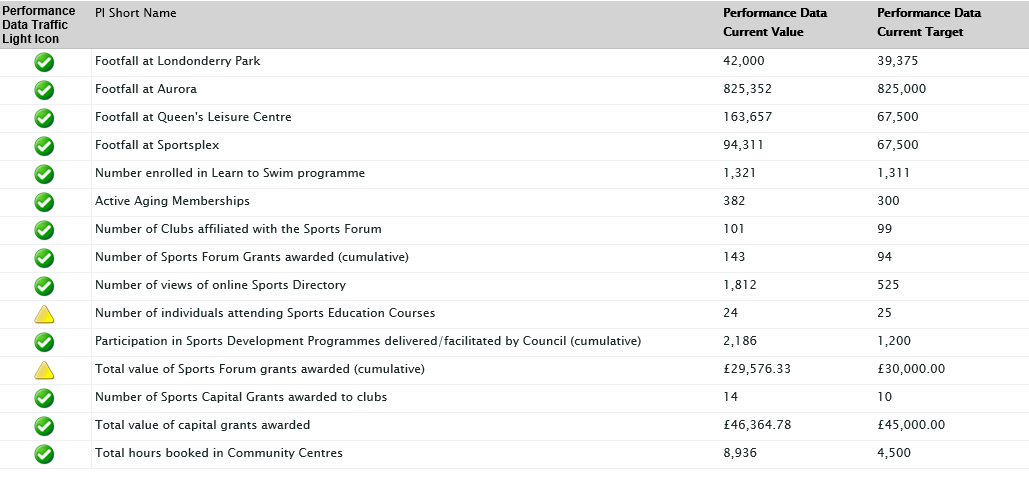 Performance Data Traffic Light Icon PI Short Name Performance Data Current Value Performance Data Current Target
Footfall at Londonderry Park 42,000 39,375
Footfall at Aurora 825,352 825,000
Footfall at Queen's Leisure Centre 163,657 67,500
Footfall at Sportsplex 94,311 67,500
Number enrolled in Learn to Swim programme 1,321 1,311
Active Aging Memberships 382 300
Number of Clubs affiliated with the Sports Forum 101 99
Number of Sports Forum Grants awarded (cumulative) 143 94
Number of views of online Sports Directory 1,812 525
Number of individuals attending Sports Education Courses 24 25
Participation in Sports Development Programmes delivered/facilitated by Council (cumulative) 2,186 1,200
Total value of Sports Forum grants awarded (cumulative) £29,576.33 £30,000.00
Number of Sports Capital Grants awarded to clubs 14 10
Total value of capital grants awarded £46,364.78 £45,000.00
Total hours booked in Community Centres 8,936 4,500